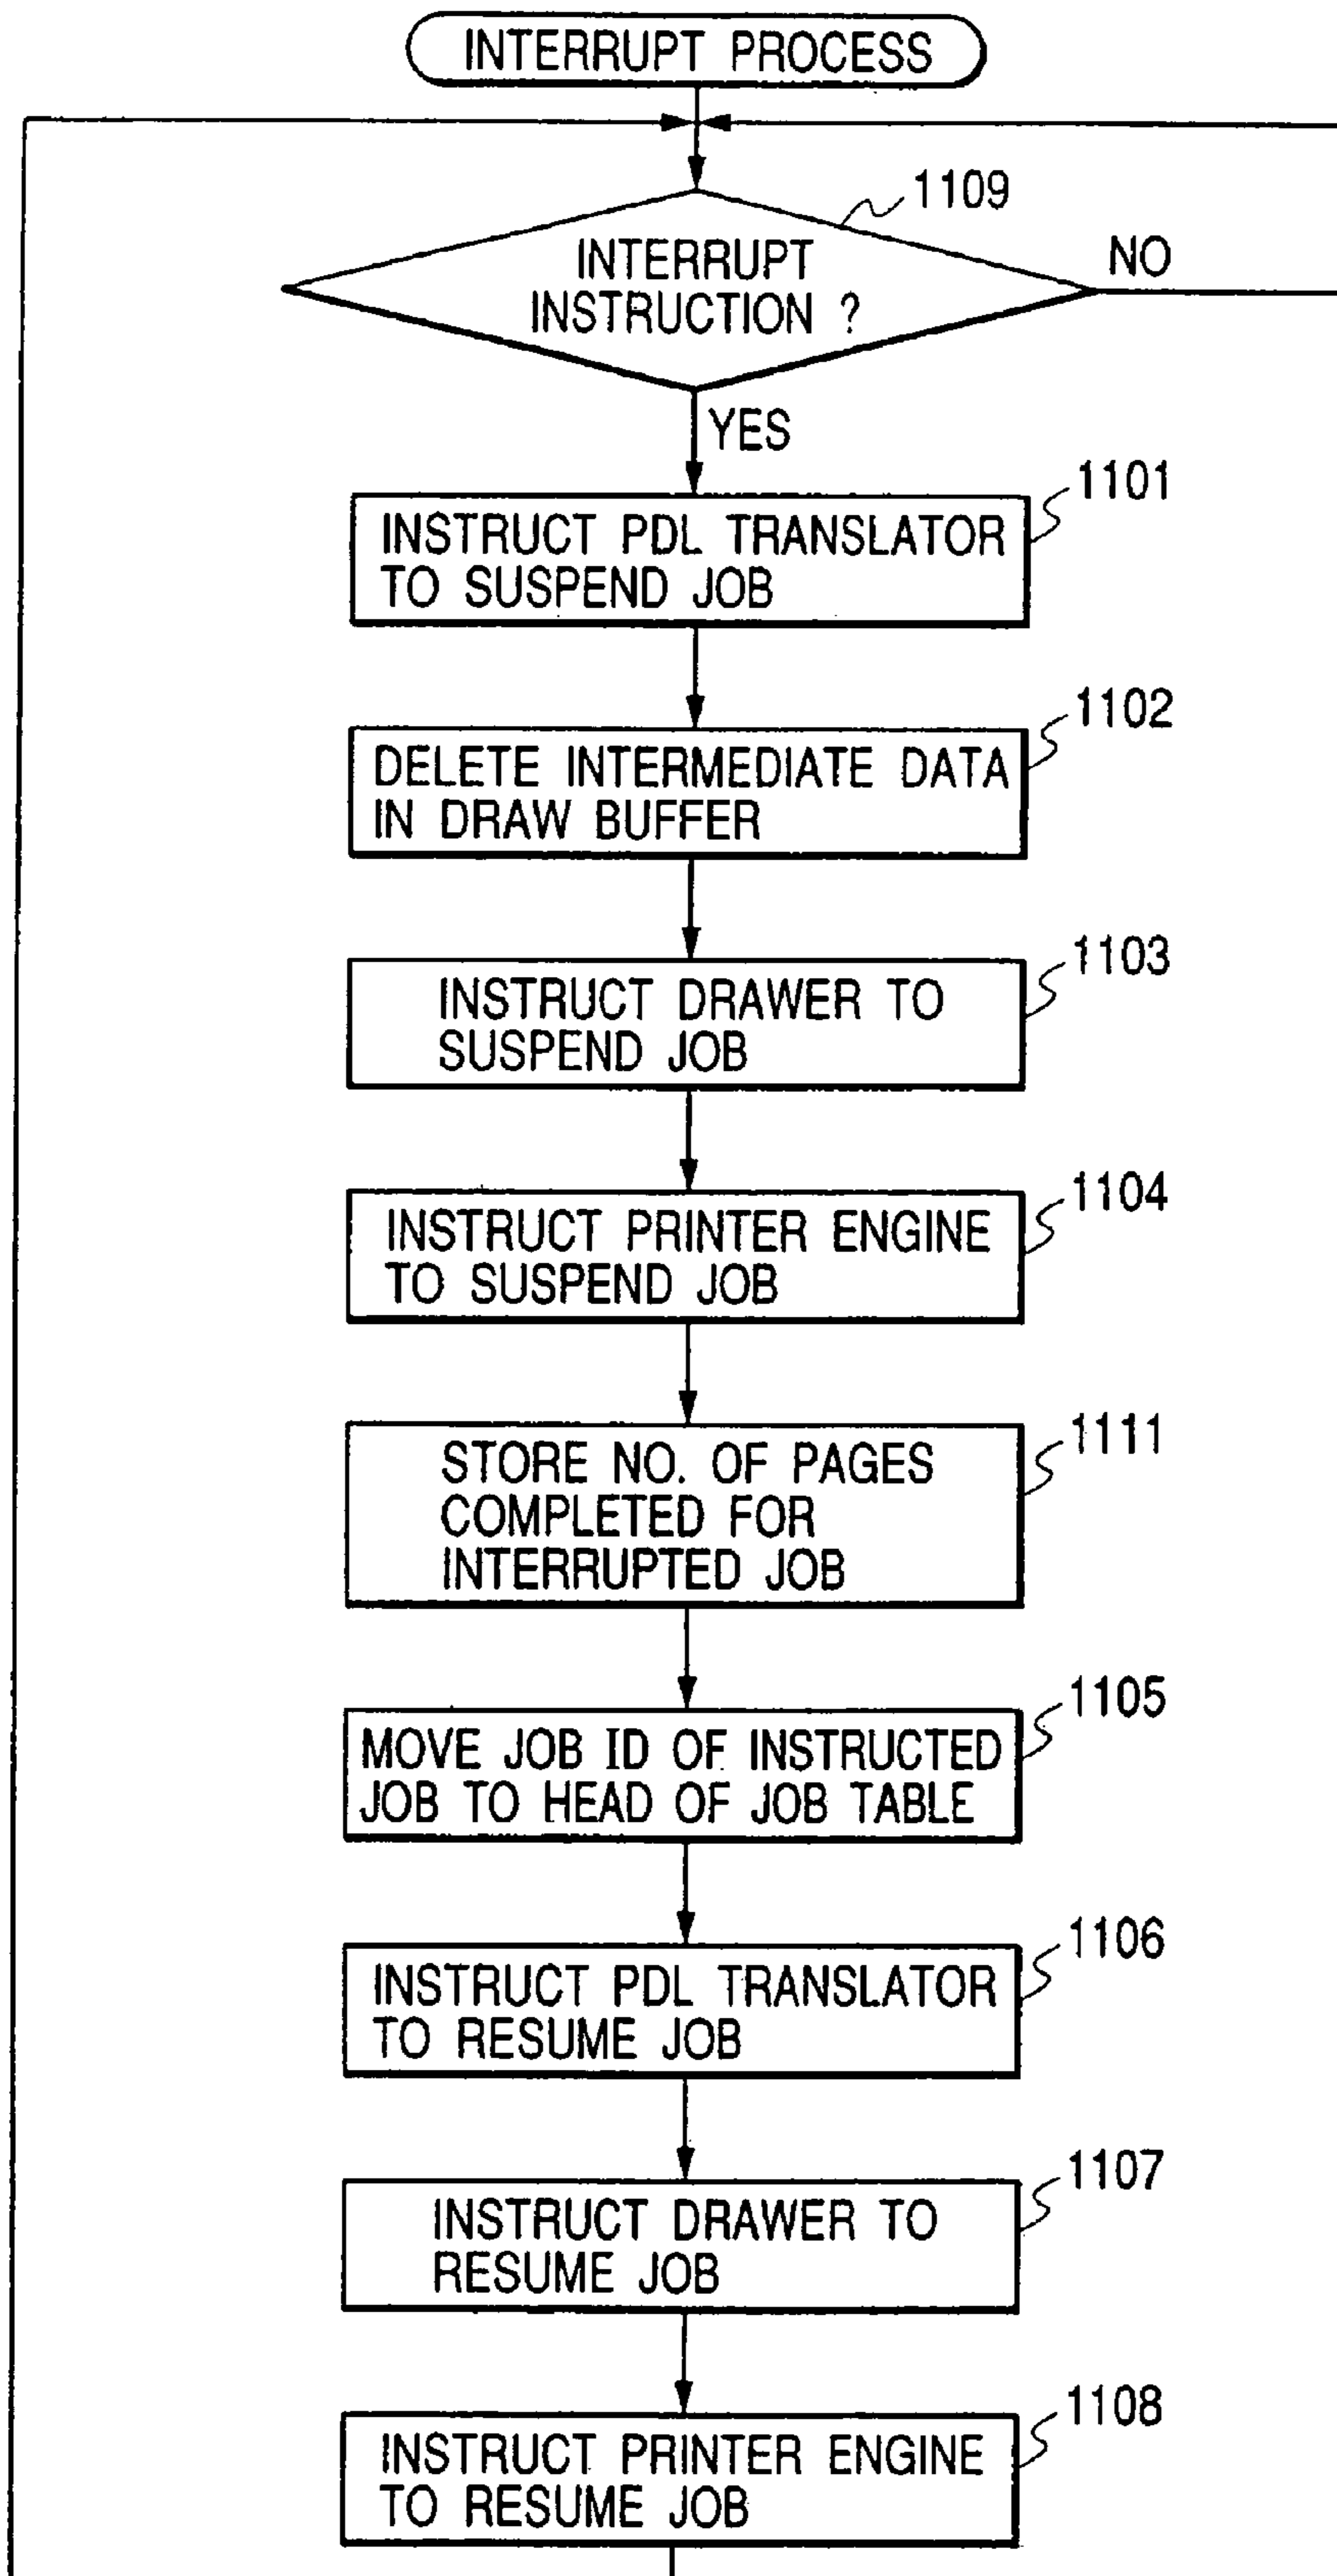 INTERRUPT PROCESS
1109
INTERRUPT
INSTRUCTION ?
NO
YES
1101
INSTRUCT PDL TRANSLATOR
TO SUSPEND JOB
1102
DELETE INTERMEDIATE DATA
IN DRAW BUFFER
1103
INSTRUCT DRAWER TO
SUSPEND JOB
1104
INSTRUCT PRINTER ENGINE
TO SUSPEND JOB
1111
STORE NO. OF PAGES
COMPLETED FOR
INTERRUPTED JOB
1105
MOVE JOB ID OF INSTRUCTED
JOB TO HEAD OF JOB TABLE
1106
INSTRUCT PDL TRANSLATOR
TO RESUME JOB
1107
INSTRUCT DRAWER TO
RESUME JOB
1108
INSTRUCT PRINTER ENGINE
TO RESUME JOB